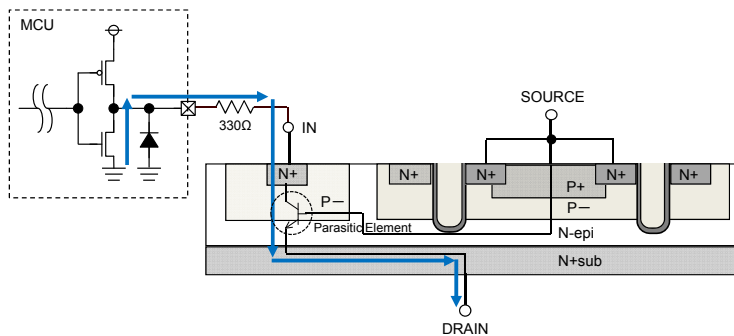 MCU
SOURCE
330Ω
IN
N+
N+
N+
N+
N+
P+
P−
P−
Parasitic Element
N-epi
N+sub
DRAIN